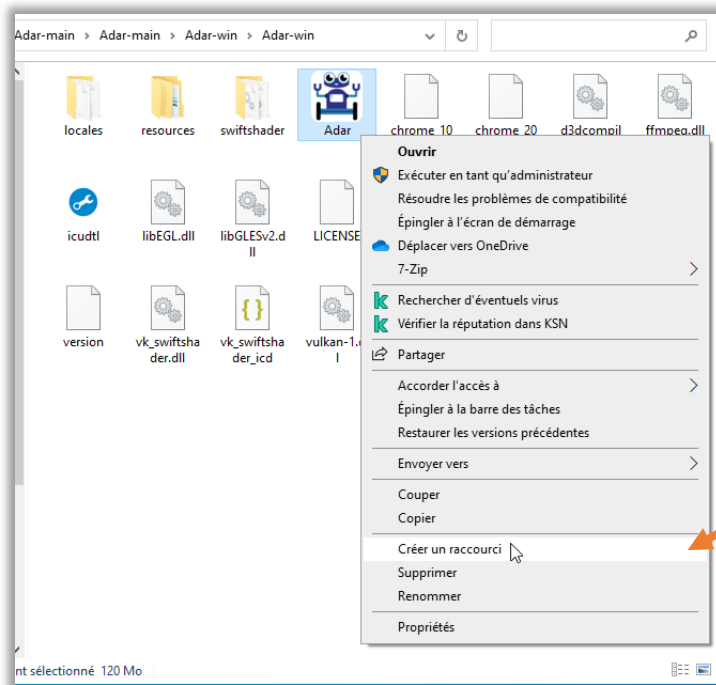 Adar-main > Adar-main > Adar-win > Adar-win
locales
resources
swiftshader
Adar
chrome_10
chrome_20
d3dcompil
ffmpeg.dll
icudtl
libEGL.dll
libGLESv2.d
ll
LICENSE
version
vk_swiftsha
der.dll
vk_swiftsha
der_icd
vulkan-1.d
l
Ouvrir
Exécuter en tant qu'administrateur
Résoudre les problèmes de compatibilité
Épingler à l'écran de démarrage
Déplacer vers OneDrive
7-Zip
Rechercher d'éventuels virus
Vérifier la réputation dans KSN
Partager
Accorder l'accès à
Épingler à la barre des tâches
Restaurer les versions précédentes
Envoyer vers
Couper
Copier
Créer un raccourci
Supprimer
Renommer
Propriétés
nt sélectionné 120 Mo